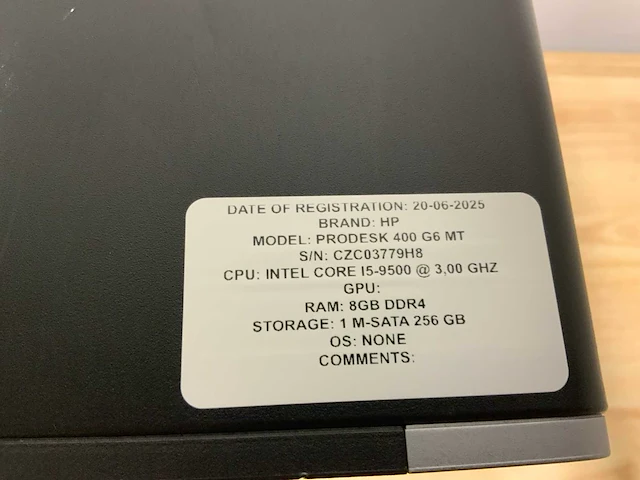 DATE OF REGISTRATION: 20-06-2025
BRAND: HP
MODEL: PRODESK 400 G6 MT
S/N: CZC03779H8
CPU: INTEL CORE I5-9500 @ 3,00 GHZ
GPU:
RAM: 8GB DDR4
STORAGE: 1 M-SATA 256 GB
OS: NONE
COMMENTS: